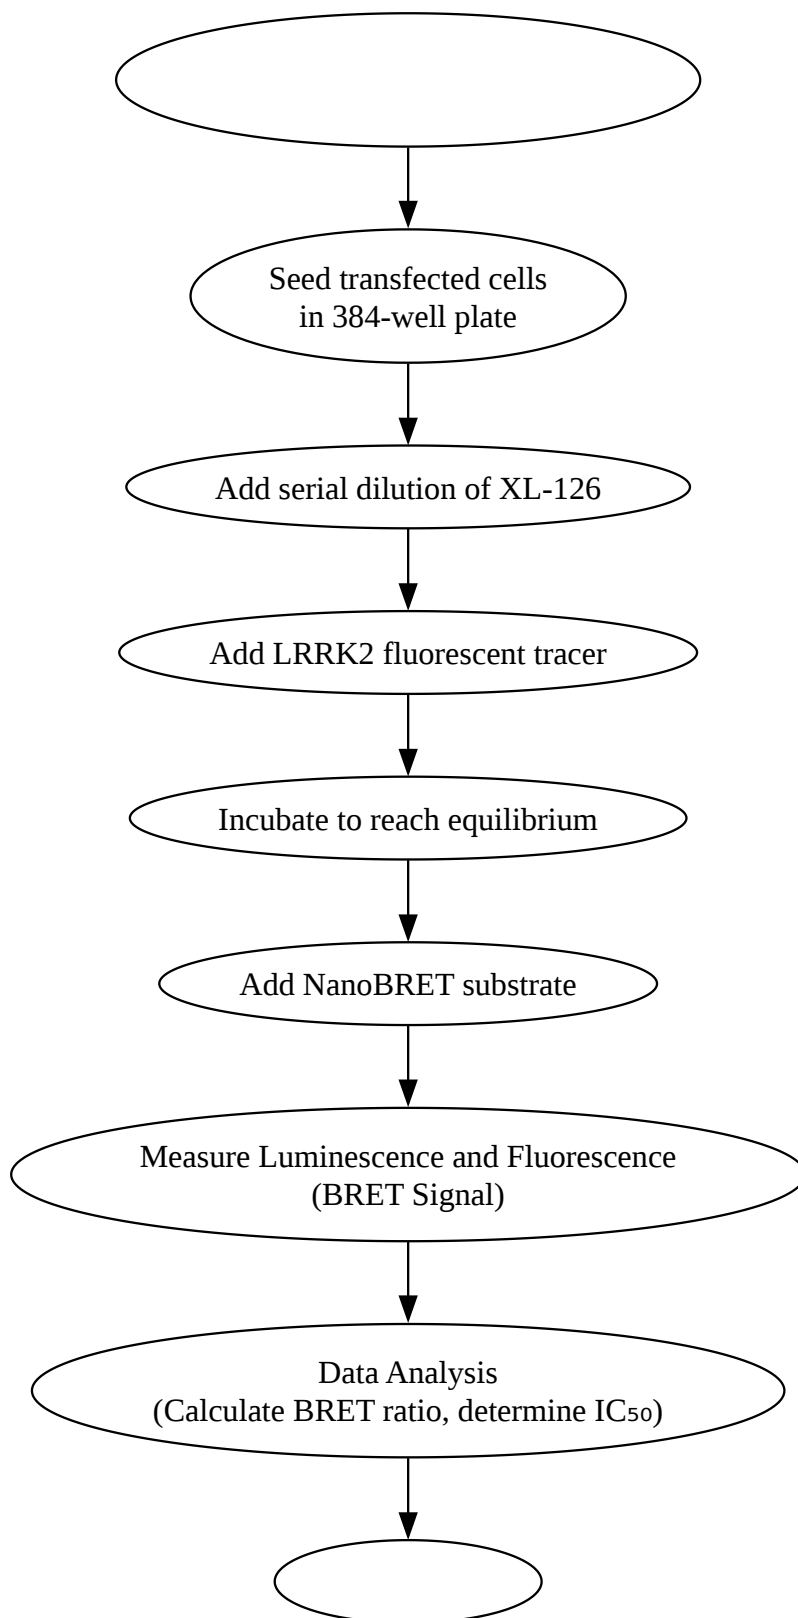 Seed transfected cells
in 384-well plate
Add serial dilution of XL-126
Add LRRK2 fluorescent tracer
Incubate to reach equilibrium
Add NanoBRET substrate
Measure Luminescence and Fluorescence
(BRET Signal)
Data Analysis
(Calculate BRET ratio, determine IC₅₀)